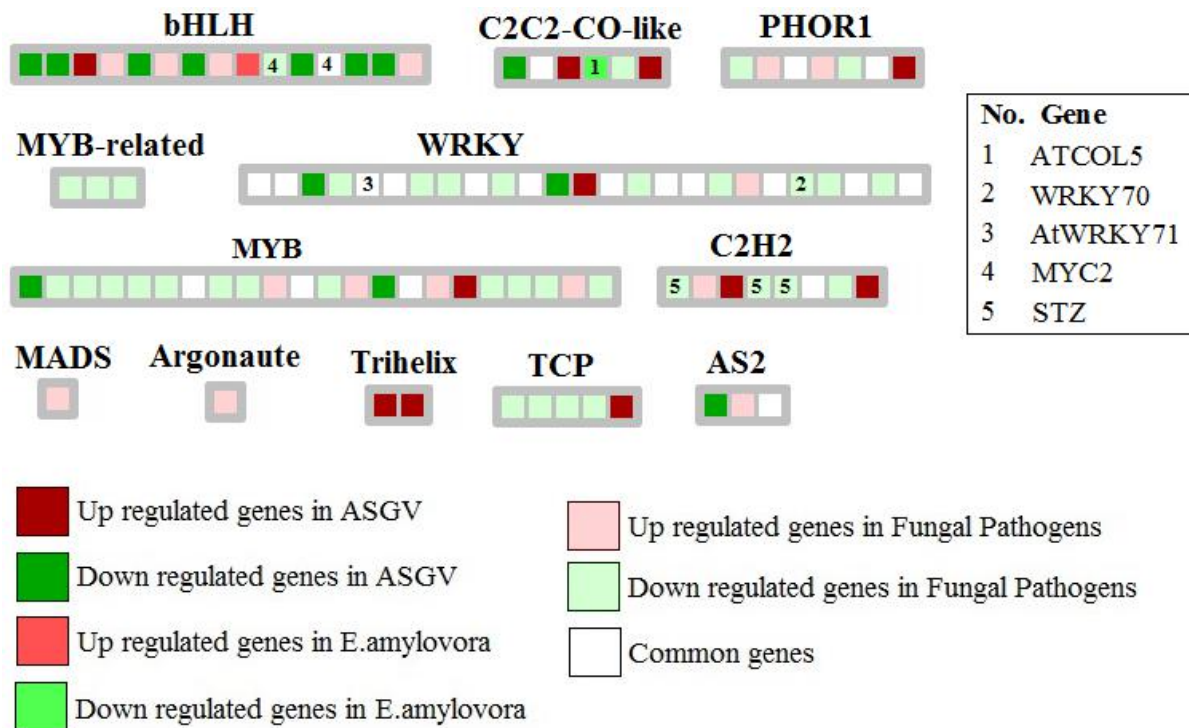 bHLH C2C2-CO-like PHOR1
4 4 1
No. Gene
1 ATCOL5
2 WRKY70
3 AtWRKY71
4 MYC2
5 STZ
MYB-related WRKY
3 2
MYB C2H2
5 5 5
MADS Argonaute Trihelix TCP AS2
Up regulated genes in ASGV
Down regulated genes in ASGV
Up regulated genes in E.amylovora
Down regulated genes in E.amylovora
Up regulated genes in Fungal Pathogens
Down regulated genes in Fungal Pathogens
Common genes